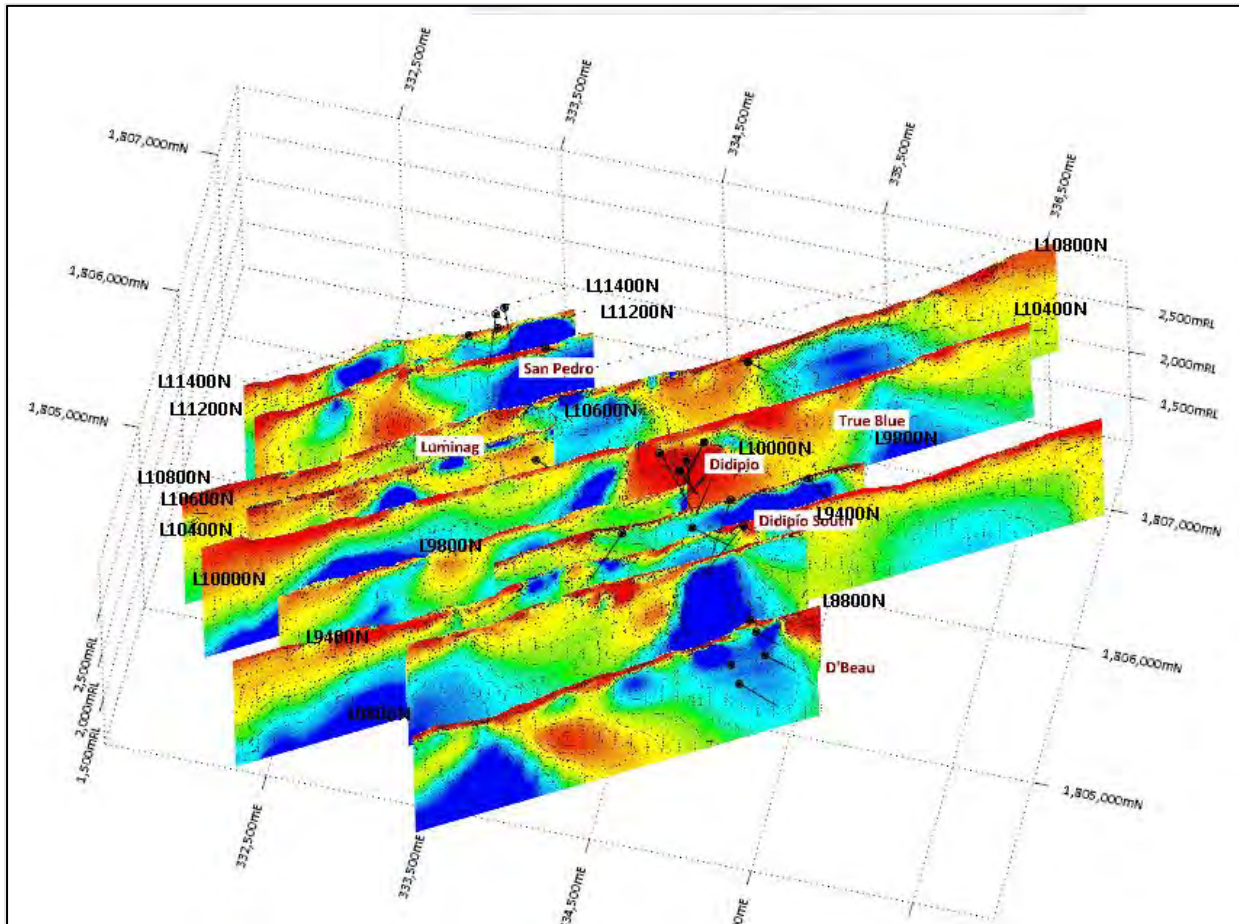 332,500mE
333,500mE
334,500mE
335,500mE
336,500mE
1,807,000mN
1,806,000mN
1,805,000mN
L10800N
L10400N
2,500mRL
2,000mRL
1,500mRL
L11400N
L11200N
San Pedro
L11400N
L11200N
L10600N
True Blue
L9800N
Luminag
L10000N
Didipio
L10800N
L10600N
L10400N
Didipio South
L9400N
1,807,000mN
L9800N
L10000N
L8800N
L9400N
D'Beau
1,806,000mN
2,500mRL
2,000mRL
1,500mRL
1,805,000mN
332,500mE
333,500mE
334,500mE